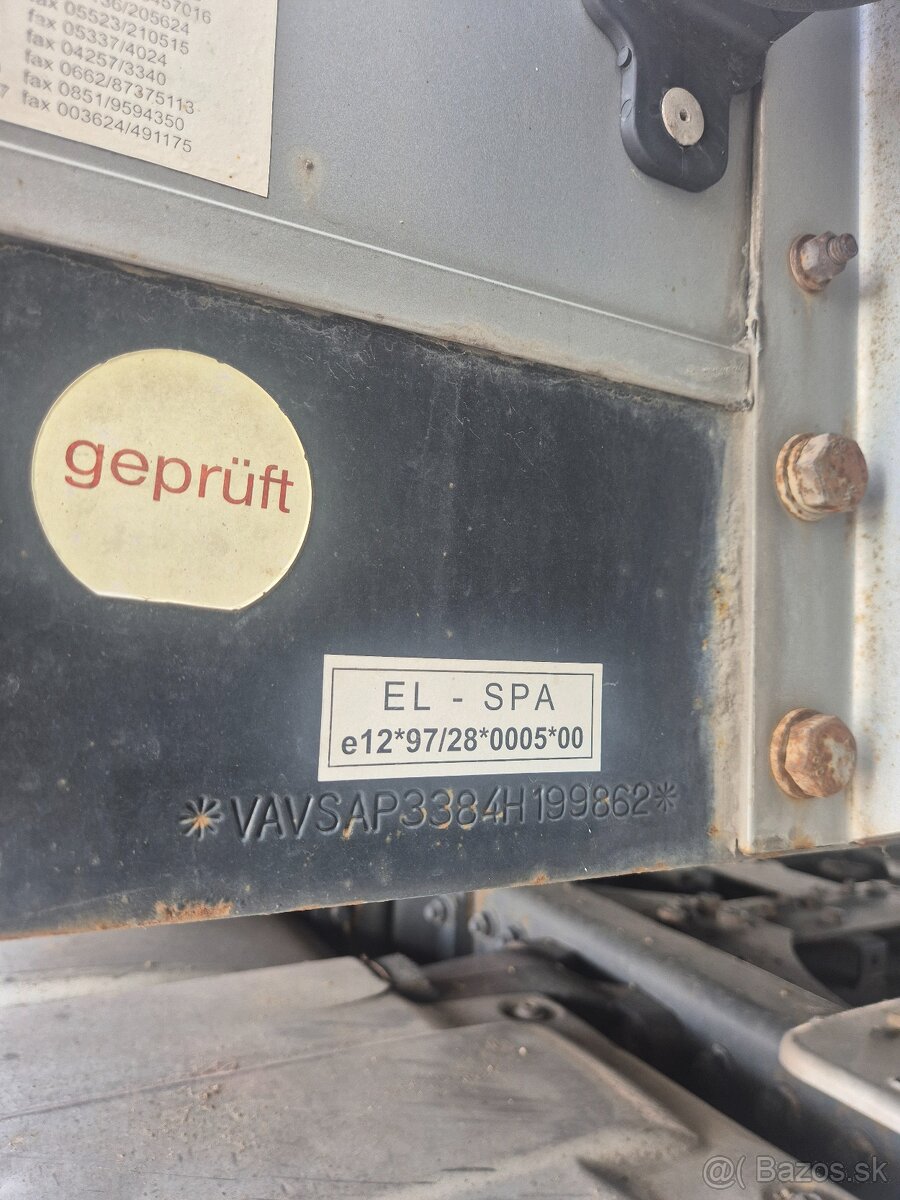 fax 05523/210515
fax 05337/4024
fax 04257/3340
fax 0662/87375113
fax 0851/9594350
fax 003624/491175
geprüft
EL - SPA
e12*97/28*0005*00
*VAVSAP3384H199862*
@( Bazos.sk